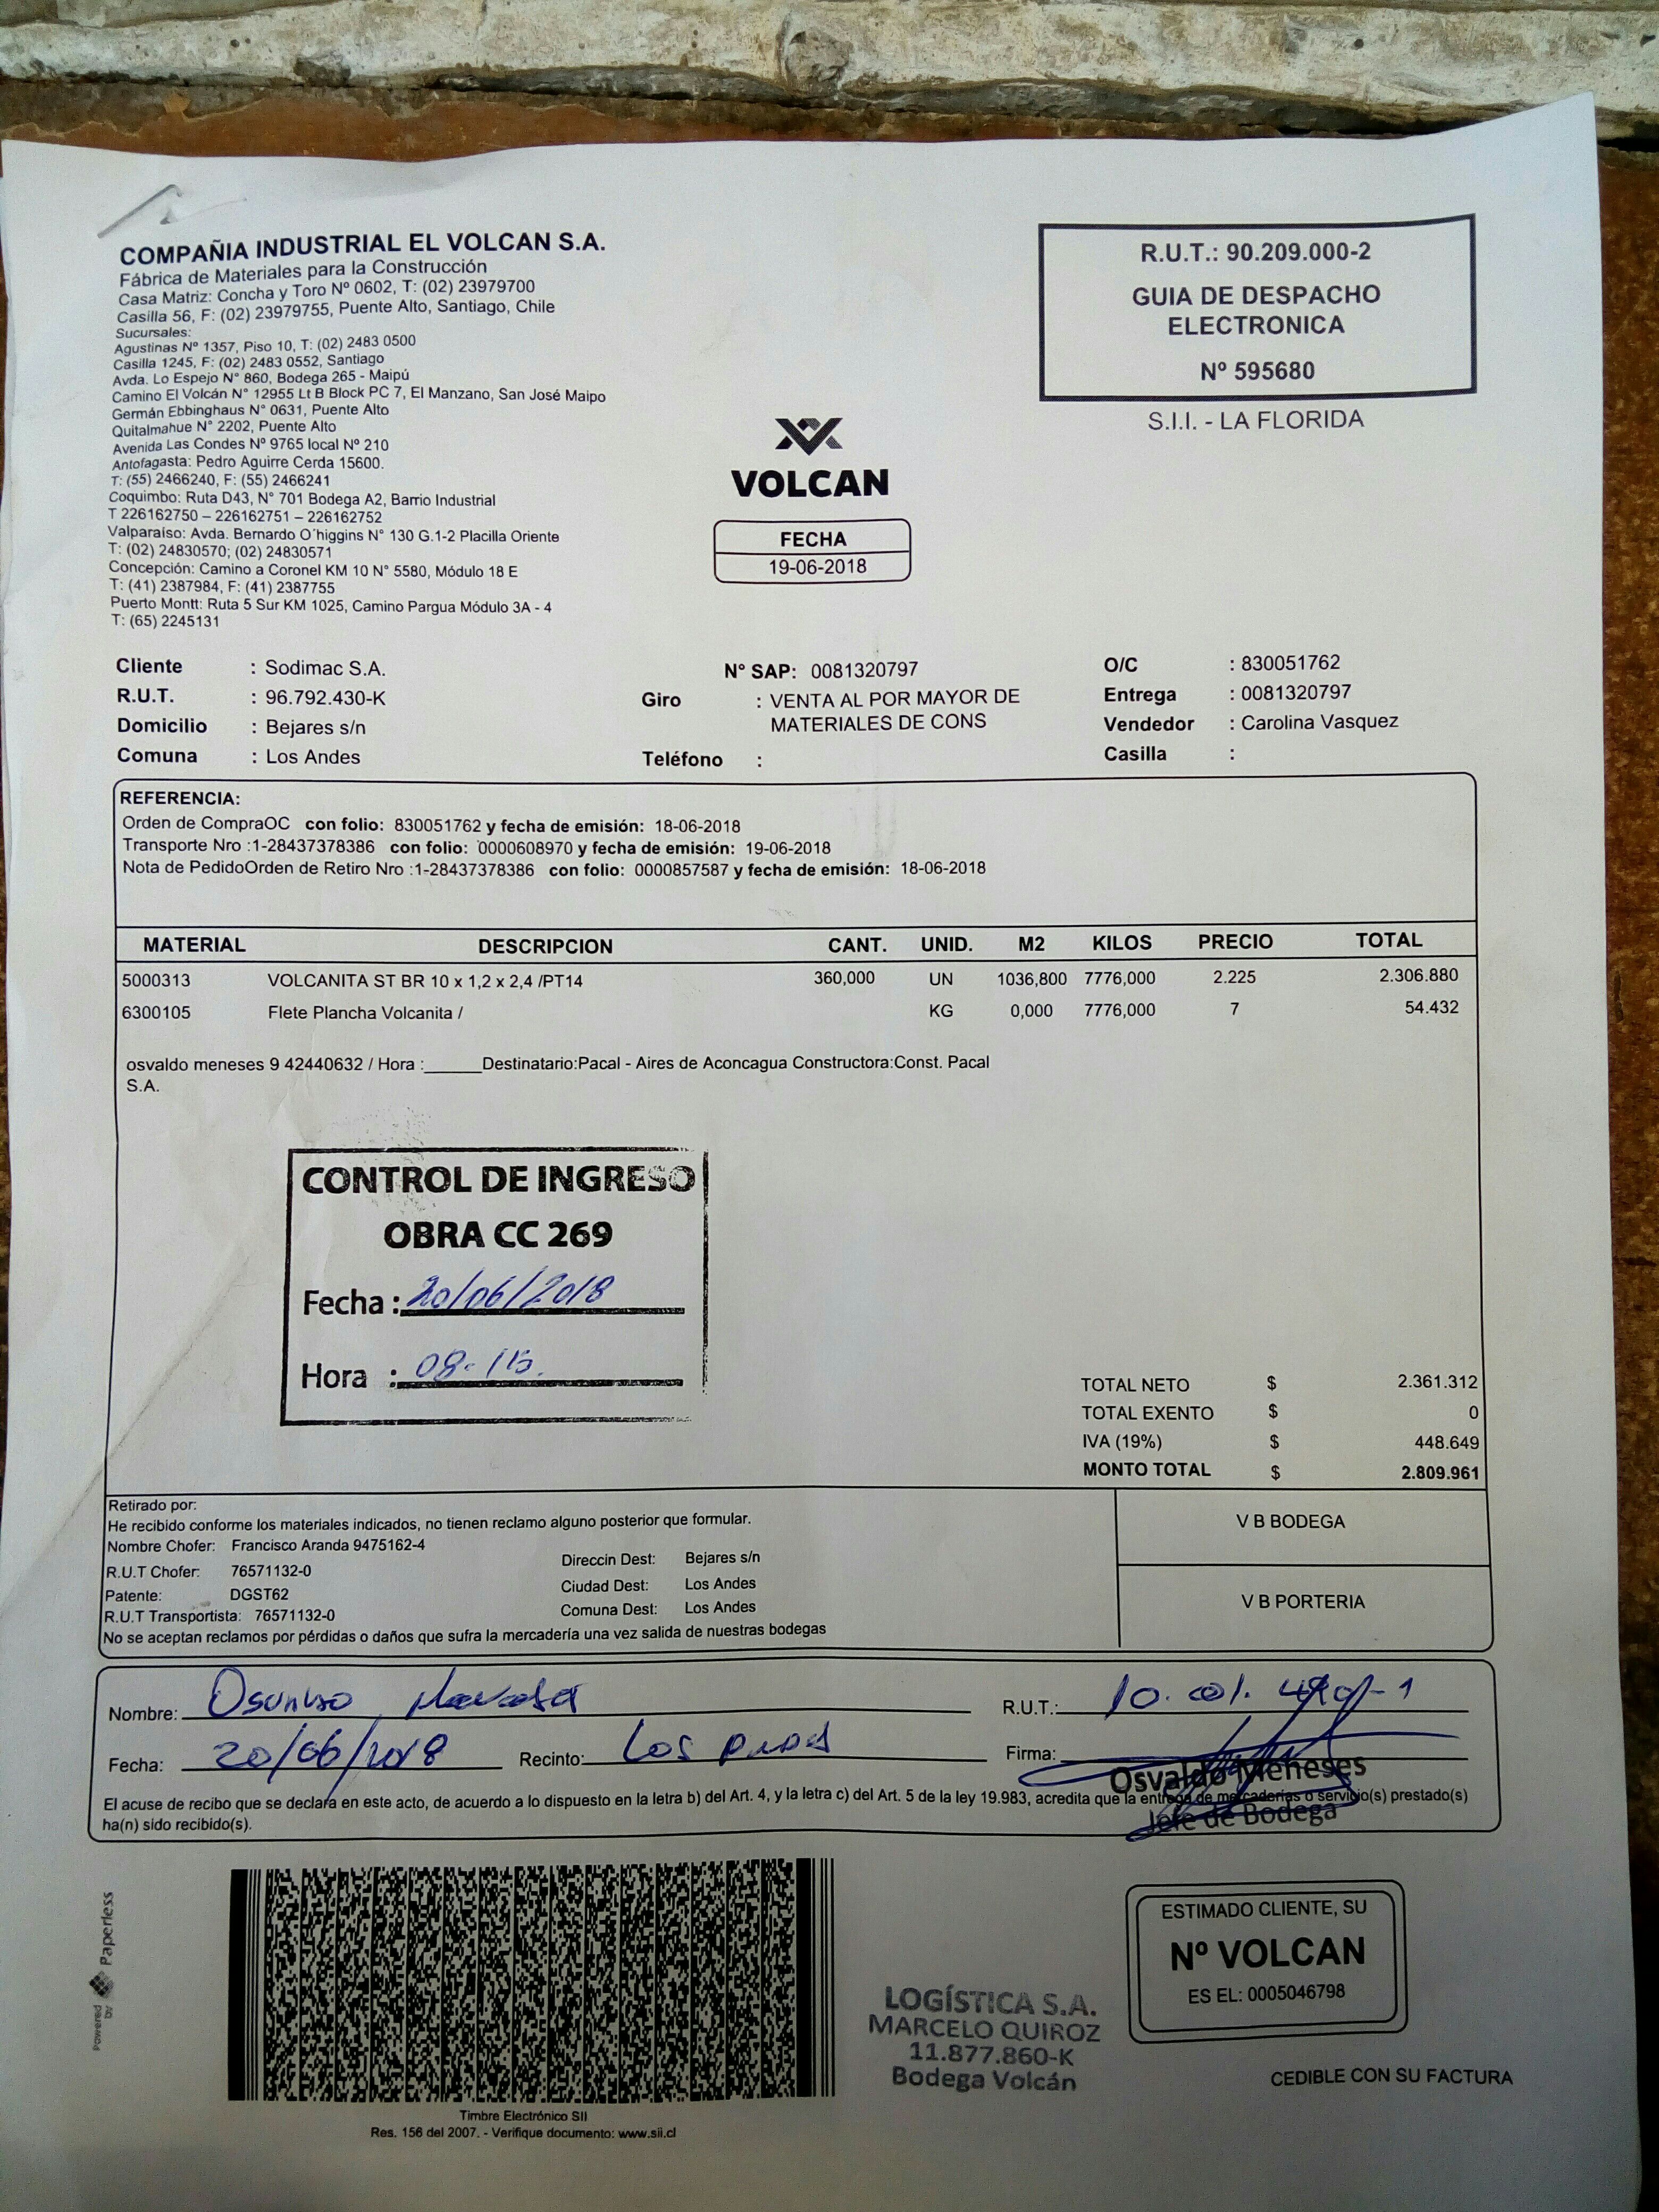 COMPAÑIA INDUSTRIAL EL VOLCAN S.A.
Fábrica de Materiales para la Construcción
Casa Matriz: Concha y Toro Nº 0602, T: (02) 23979700
Casilla 56, F: (02) 23979755, Puente Alto, Santiago, Chile
Sucursales:
Agustinas Nº 1357, Piso 10, T: (02) 2483 0500
Casilla 1245, F: (02) 2483 0552, Santiago
Avda. Lo Espejo N° 860, Bodega 265 - Maipú
Camino El Volcán N° 12955 Lt B Block PC 7, El Manzano, San José Maipo
Germán Ebbinghaus N° 0631, Puente Alto
Quitalmahue N° 2202, Puente Alto
Avenida Las Condes Nº 9765 local Nº 210
Antofagasta: Pedro Aguirre Cerda 15600.
T: (55) 2466240, F: (55) 2466241
Coquimbo: Ruta D43, N° 701 Bodega A2, Barrio Industrial
T 226162750 – 226162751 – 226162752
Valparaíso: Avda. Bernardo O´higgins N° 130 G.1-2 Placilla Oriente
T: (02) 24830570; (02) 24830571
Concepción: Camino a Coronel KM 10 N° 5580, Módulo 18 E
T: (41) 2387984, F: (41) 2387755
Puerto Montt: Ruta 5 Sur KM 1025, Camino Pargua Módulo 3A - 4
T: (65) 2245131
VOLCAN
FECHA
19-06-2018
R.U.T.: 90.209.000-2
GUIA DE DESPACHO
ELECTRONICA
Nº 595680
S.I.I. - LA FLORIDA
Cliente : Sodimac S.A. N° SAP: 0081320797 O/C : 830051762
R.U.T. : 96.792.430-K Giro : VENTA AL POR MAYOR DE Entrega : 0081320797
Domicilio : Bejares s/n MATERIALES DE CONS Vendedor : Carolina Vasquez
Comuna : Los Andes Teléfono : Casilla :
REFERENCIA:
Orden de CompraOC con folio: 830051762 y fecha de emisión: 18-06-2018
Transporte Nro :1-28437378386 con folio: 0000608970 y fecha de emisión: 19-06-2018
Nota de PedidoOrden de Retiro Nro :1-28437378386 con folio: 0000857587 y fecha de emisión: 18-06-2018
MATERIAL DESCRIPCION CANT. UNID. M2 KILOS PRECIO TOTAL
5000313 VOLCANITA ST BR 10 x 1,2 x 2,4 /PT14 360,000 UN 1036,800 7776,000 2.225 2.306.880
6300105 Flete Plancha Volcanita / KG 0,000 7776,000 7 54.432
osvaldo meneses 9 42440632 / Hora :______Destinatario:Pacal - Aires de Aconcagua Constructora:Const. Pacal
S.A.
CONTROL DE INGRESO
OBRA CC 269
Fecha : 20/06/2018
Hora : 08-115.
TOTAL NETO $ 2.361.312
TOTAL EXENTO $ 0
IVA (19%) $ 448.649
MONTO TOTAL $ 2.809.961
Retirado por:
He recibido conforme los materiales indicados, no tienen reclamo alguno posterior que formular.
Nombre Chofer: Francisco Aranda 9475162-4
R.U.T Chofer: 76571132-0
Patente: DGST62
R.U.T Transportista: 76571132-0
Direccin Dest: Bejares s/n
Ciudad Dest: Los Andes
Comuna Dest: Los Andes
No se aceptan reclamos por pérdidas o daños que sufra la mercadería una vez salida de nuestras bodegas
V B BODEGA
V B PORTERIA
Nombre: R.U.T.:
Fecha: 20/06/2018 Recinto: Los Firma:
Osvaldo Meneses
Jefe de Bodega
El acuse de recibo que se declara en este acto, de acuerdo a lo dispuesto en la letra b) del Art. 4, y la letra c) del Art. 5 de la ley 19.983, acredita que la entrega de mercaderias o servicio(s) prestado(s)
ha(n) sido recibido(s).
Powered by Paperless
Timbre Electrónico SII
Res. 156 del 2007. - Verifique documento: www.sii.cl
LOGÍSTICA S.A.
MARCELO QUIROZ
11.877.860-K
Bodega Volcán
ESTIMADO CLIENTE, SU
Nº VOLCAN
ES EL: 0005046798
CEDIBLE CON SU FACTURA